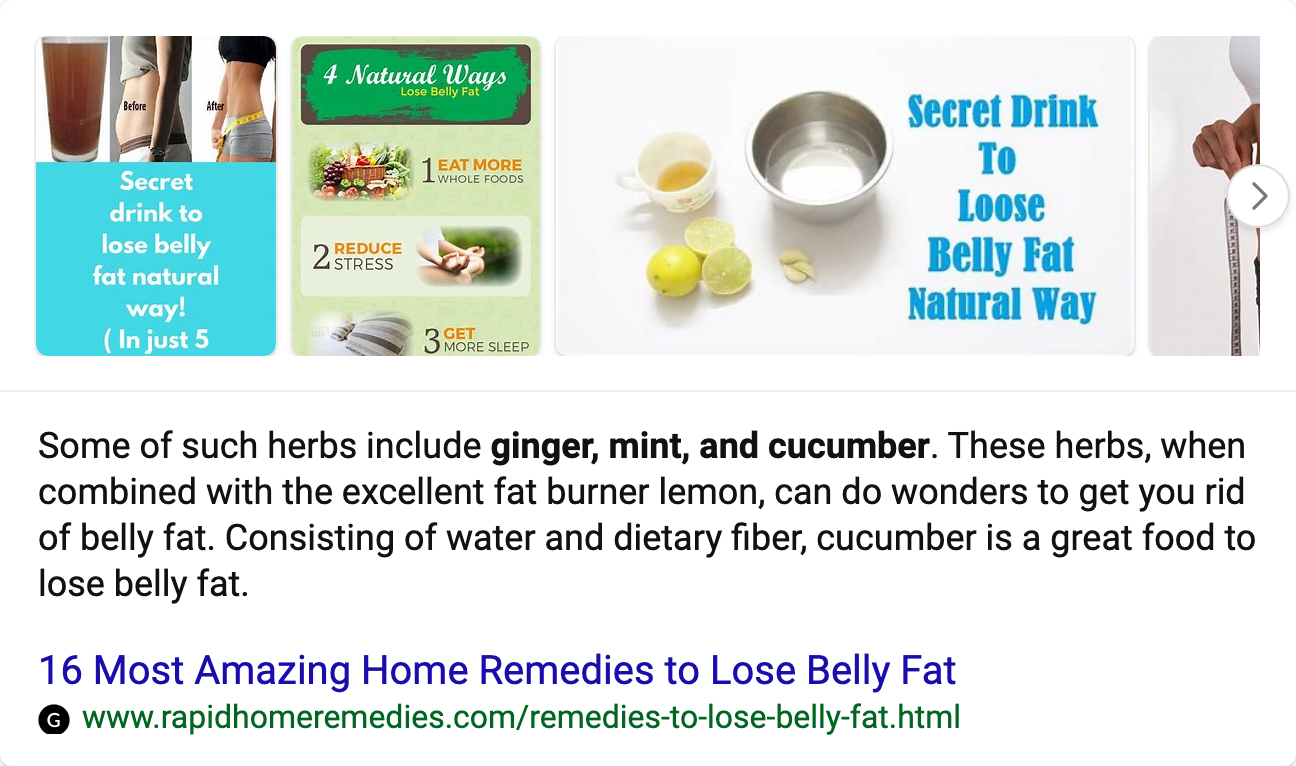 Before
After
Secret
drink to
lose belly
fat natural
way!
( In just 5
4 Natural Ways
Lose Belly Fat
1 EAT MORE
WHOLE FOODS
2 REDUCE
STRESS
3 GET
MORE SLEEP
Secret Drink
To
Loose
Belly Fat
Natural Way
Some of such herbs include ginger, mint, and cucumber. These herbs, when
combined with the excellent fat burner lemon, can do wonders to get you rid
of belly fat. Consisting of water and dietary fiber, cucumber is a great food to
lose belly fat.
16 Most Amazing Home Remedies to Lose Belly Fat
G www.rapidhomeremedies.com/remedies-to-lose-belly-fat.html